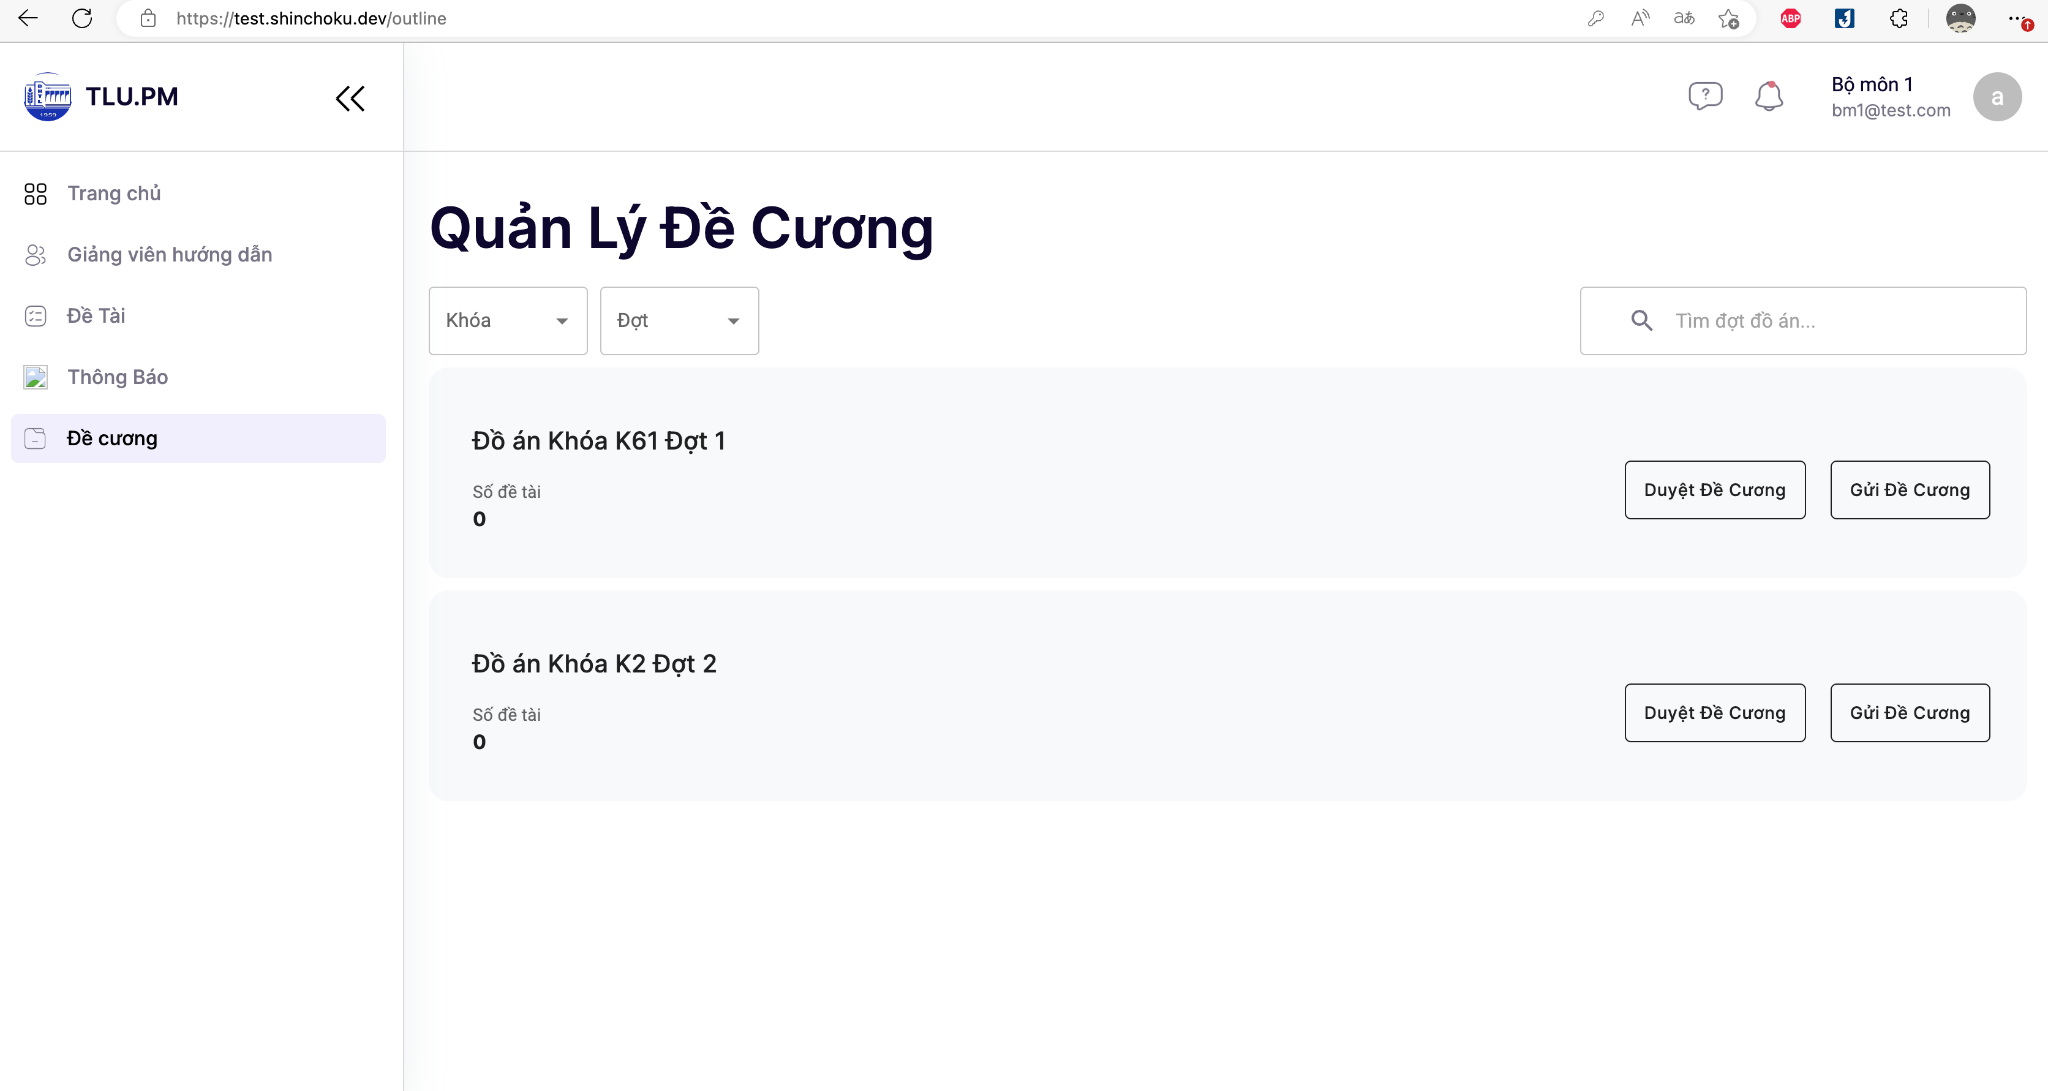 https://test.shinchoku.dev/outline
ABP
TLU.PM
Bộ môn 1
bm1@test.com
a
Trang chủ
Giảng viên hướng dẫn
Đề Tài
Thông Báo
Đề cương
Quản Lý Đề Cương
Khóa
Đợt
Tìm đợt đồ án...
Đồ án Khóa K61 Đợt 1
Số đề tài
0
Duyệt Đề Cương
Gửi Đề Cương
Đồ án Khóa K2 Đợt 2
Số đề tài
0
Duyệt Đề Cương
Gửi Đề Cương